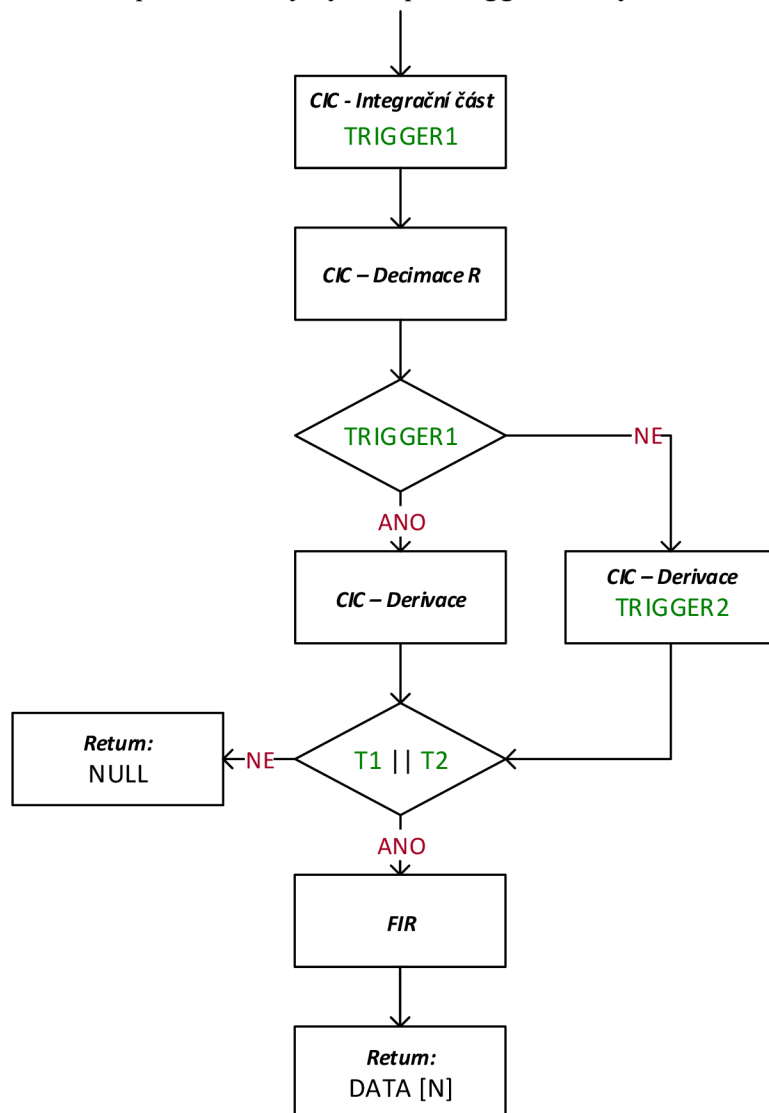 CIC - Integrační část
TRIGGER1
CIC – Decimace R
TRIGGER1
NE
ANO
CIC – Derivace
CIC – Derivace
TRIGGER2
Return:
NULL
NE
T1 || T2
ANO
FIR
Return:
DATA [N]